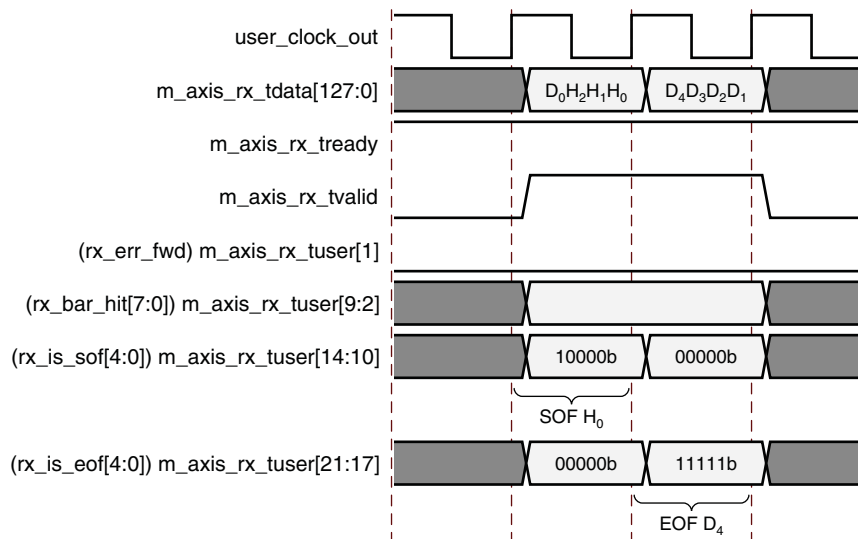 user_clock_out
m_axis_rx_tdata[127:0] D₀H₂H₁H₀ D₄D₃D₂D₁
m_axis_rx_tready
m_axis_rx_tvalid
(rx_err_fwd) m_axis_rx_tuser[1]
(rx_bar_hit[7:0]) m_axis_rx_tuser[9:2]
(rx_is_sof[4:0]) m_axis_rx_tuser[14:10] 10000b 00000b
SOF H₀
(rx_is_eof[4:0]) m_axis_rx_tuser[21:17] 00000b 11111b
EOF D₄